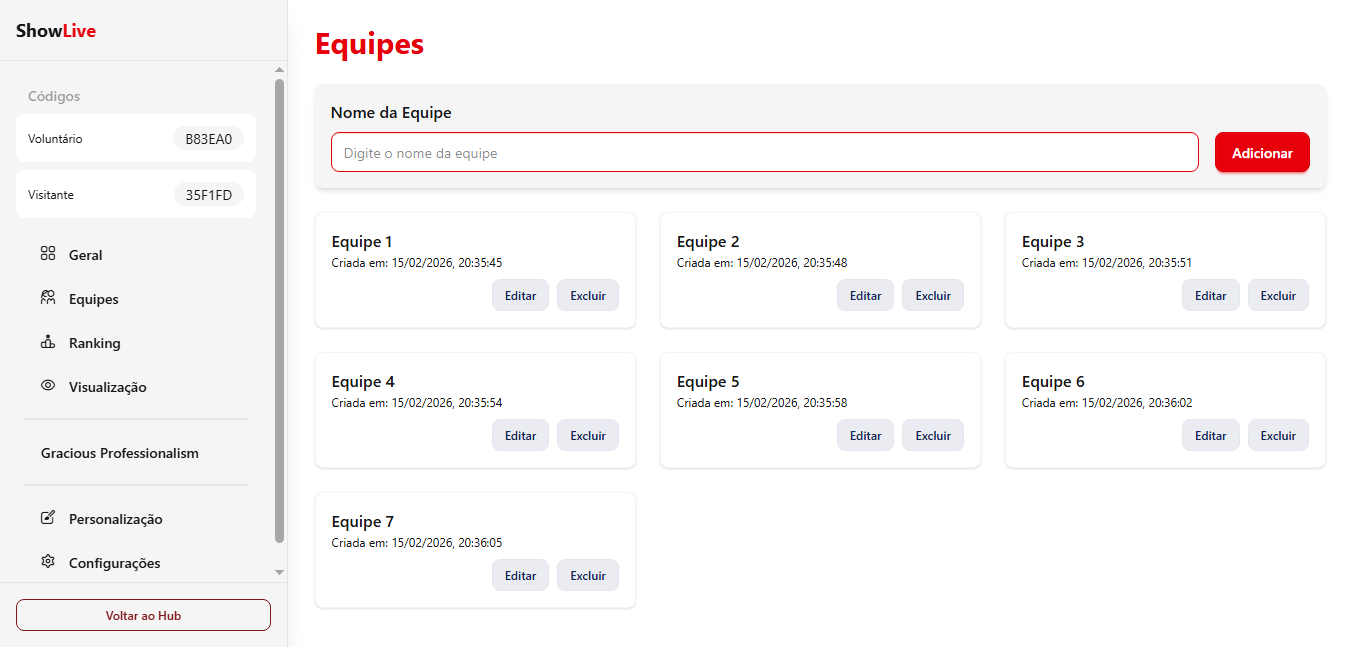 ShowLive
Códigos
Voluntário B83EA0
Visitante 35F1FD
Geral
Equipes
Ranking
Visualização
Gracious Professionalism
Personalização
Configurações
Voltar ao Hub
Equipes
Nome da Equipe
Digite o nome da equipe
Adicionar
Equipe 1
Criada em: 15/02/2026, 20:35:45
Editar Excluir
Equipe 2
Criada em: 15/02/2026, 20:35:48
Editar Excluir
Equipe 3
Criada em: 15/02/2026, 20:35:51
Editar Excluir
Equipe 4
Criada em: 15/02/2026, 20:35:54
Editar Excluir
Equipe 5
Criada em: 15/02/2026, 20:35:58
Editar Excluir
Equipe 6
Criada em: 15/02/2026, 20:36:02
Editar Excluir
Equipe 7
Criada em: 15/02/2026, 20:36:05
Editar Excluir